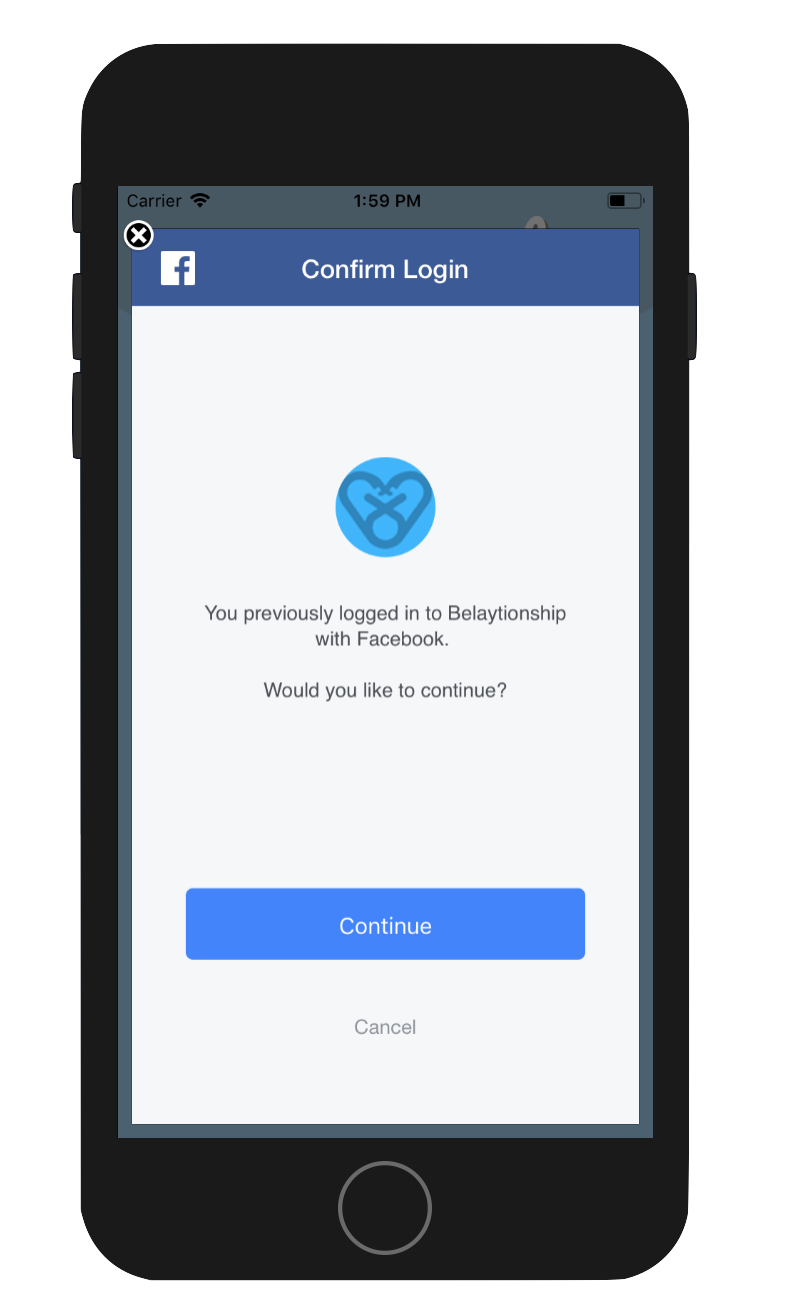 Carrier 1:59 PM
Confirm Login
You previously logged in to Belaytionship
with Facebook.
Would you like to continue?
Continue
Cancel